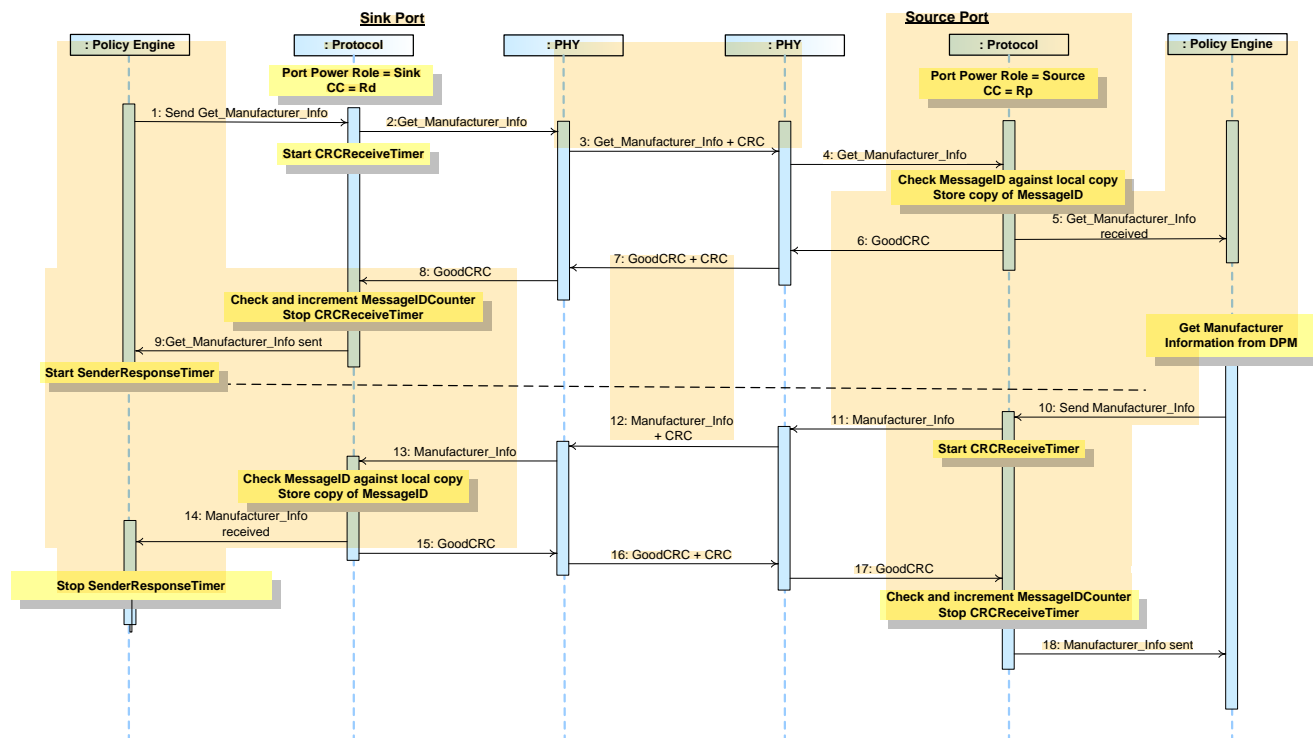 Sink Port
Source Port
: Policy Engine
: Protocol
: PHY
: PHY
: Protocol
: Policy Engine
Port Power Role = Sink
CC = Rd
Port Power Role = Source
CC = Rp
1: Send Get_Manufacturer_Info
2:Get_Manufacturer_Info
Start CRCReceiveTimer
3: Get_Manufacturer_Info + CRC
4: Get_Manufacturer_Info
Check MessageID against local copy
Store copy of MessageID
5: Get_Manufacturer_Info
received
6: GoodCRC
7: GoodCRC + CRC
8: GoodCRC
Check and increment MessageIDCounter
Stop CRCReceiveTimer
9:Get_Manufacturer_Info sent
Start SenderResponseTimer
Get Manufacturer
Information from DPM
10: Send Manufacturer_Info
11: Manufacturer_Info
Start CRCReceiveTimer
12: Manufacturer_Info
+ CRC
13: Manufacturer_Info
Check MessageID against local copy
Store copy of MessageID
14: Manufacturer_Info
received
15: GoodCRC
16: GoodCRC + CRC
17: GoodCRC
Stop SenderResponseTimer
Check and increment MessageIDCounter
Stop CRCReceiveTimer
18: Manufacturer_Info sent